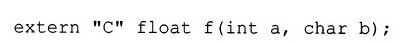 extern "C" float f(int a, char b);